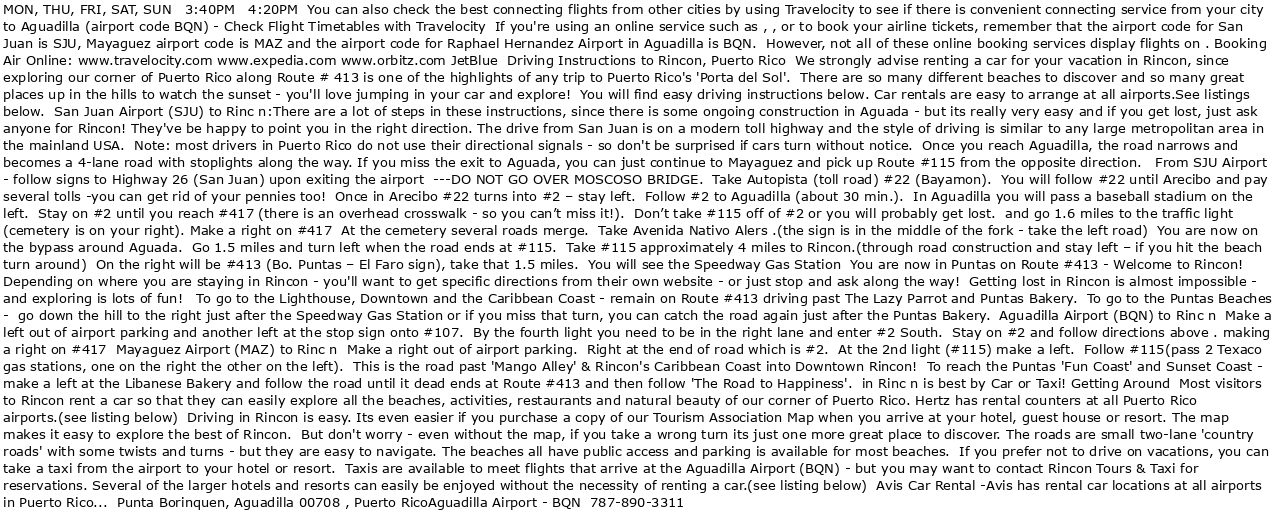 MON, THU, FRI, SAT, SUN   3:40PM   4:20PM  You can also check the best connecting flights from other cities by using Travelocity to see if there is convenient connecting service from your city
to Aguadilla (airport code BQN) - Check Flight Timetables with Travelocity  If you're using an online service such as , , or to book your airline tickets, remember that the airport code for San
Juan is SJU, Mayaguez airport code is MAZ and the airport code for Raphael Hernandez Airport in Aguadilla is BQN.  However, not all of these online booking services display flights on . Booking
Air Online: www.travelocity.com www.expedia.com www.orbitz.com JetBlue  Driving Instructions to Rincon, Puerto Rico  We strongly advise renting a car for your vacation in Rincon, since
exploring our corner of Puerto Rico along Route # 413 is one of the highlights of any trip to Puerto Rico's 'Porta del Sol'.  There are so many different beaches to discover and so many great
places up in the hills to watch the sunset - you'll love jumping in your car and explore!  You will find easy driving instructions below. Car rentals are easy to arrange at all airports.See listings
below.  San Juan Airport (SJU) to Rinc n:There are a lot of steps in these instructions, since there is some ongoing construction in Aguada - but its really very easy and if you get lost, just ask
anyone for Rincon! They've be happy to point you in the right direction. The drive from San Juan is on a modern toll highway and the style of driving is similar to any large metropolitan area in
the mainland USA.  Note: most drivers in Puerto Rico do not use their directional signals - so don't be surprised if cars turn without notice.  Once you reach Aguadilla, the road narrows and
becomes a 4-lane road with stoplights along the way. If you miss the exit to Aguada, you can just continue to Mayaguez and pick up Route #115 from the opposite direction.   From SJU Airport
- follow signs to Highway 26 (San Juan) upon exiting the airport  ---DO NOT GO OVER MOSCOSO BRIDGE.  Take Autopista (toll road) #22 (Bayamon).  You will follow #22 until Arecibo and pay
several tolls -you can get rid of your pennies too!  Once in Arecibo #22 turns into #2 – stay left.  Follow #2 to Aguadilla (about 30 min.).  In Aguadilla you will pass a baseball stadium on the
left.  Stay on #2 until you reach #417 (there is an overhead crosswalk - so you can’t miss it!).  Don’t take #115 off of #2 or you will probably get lost.  and go 1.6 miles to the traffic light
(cemetery is on your right). Make a right on #417  At the cemetery several roads merge.  Take Avenida Nativo Alers .(the sign is in the middle of the fork - take the left road)  You are now on
the bypass around Aguada.  Go 1.5 miles and turn left when the road ends at #115.  Take #115 approximately 4 miles to Rincon.(through road construction and stay left – if you hit the beach
turn around)  On the right will be #413 (Bo. Puntas – El Faro sign), take that 1.5 miles.  You will see the Speedway Gas Station  You are now in Puntas on Route #413 - Welcome to Rincon!
Depending on where you are staying in Rincon - you'll want to get specific directions from their own website - or just stop and ask along the way!  Getting lost in Rincon is almost impossible -
and exploring is lots of fun!   To go to the Lighthouse, Downtown and the Caribbean Coast - remain on Route #413 driving past The Lazy Parrot and Puntas Bakery.  To go to the Puntas Beaches
-  go down the hill to the right just after the Speedway Gas Station or if you miss that turn, you can catch the road again just after the Puntas Bakery.  Aguadilla Airport (BQN) to Rinc n  Make a
left out of airport parking and another left at the stop sign onto #107.  By the fourth light you need to be in the right lane and enter #2 South.  Stay on #2 and follow directions above . making
a right on #417  Mayaguez Airport (MAZ) to Rinc n  Make a right out of airport parking.  Right at the end of road which is #2.  At the 2nd light (#115) make a left.  Follow #115(pass 2 Texaco
gas stations, one on the right the other on the left).  This is the road past 'Mango Alley' & Rincon's Caribbean Coast into Downtown Rincon!  To reach the Puntas 'Fun Coast' and Sunset Coast -
make a left at the Libanese Bakery and follow the road until it dead ends at Route #413 and then follow 'The Road to Happiness'.  in Rinc n is best by Car or Taxi! Getting Around  Most visitors
to Rincon rent a car so that they can easily explore all the beaches, activities, restaurants and natural beauty of our corner of Puerto Rico. Hertz has rental counters at all Puerto Rico
airports.(see listing below)  Driving in Rincon is easy. Its even easier if you purchase a copy of our Tourism Association Map when you arrive at your hotel, guest house or resort. The map
makes it easy to explore the best of Rincon.  But don't worry - even without the map, if you take a wrong turn its just one more great place to discover. The roads are small two-lane 'country
roads' with some twists and turns - but they are easy to navigate. The beaches all have public access and parking is available for most beaches.  If you prefer not to drive on vacations, you can
take a taxi from the airport to your hotel or resort.  Taxis are available to meet flights that arrive at the Aguadilla Airport (BQN) - but you may want to contact Rincon Tours & Taxi for
reservations. Several of the larger hotels and resorts can easily be enjoyed without the necessity of renting a car.(see listing below)  Avis Car Rental -Avis has rental car locations at all airports
in Puerto Rico...  Punta Borinquen, Aguadilla 00708 , Puerto RicoAguadilla Airport - BQN  787-890-3311